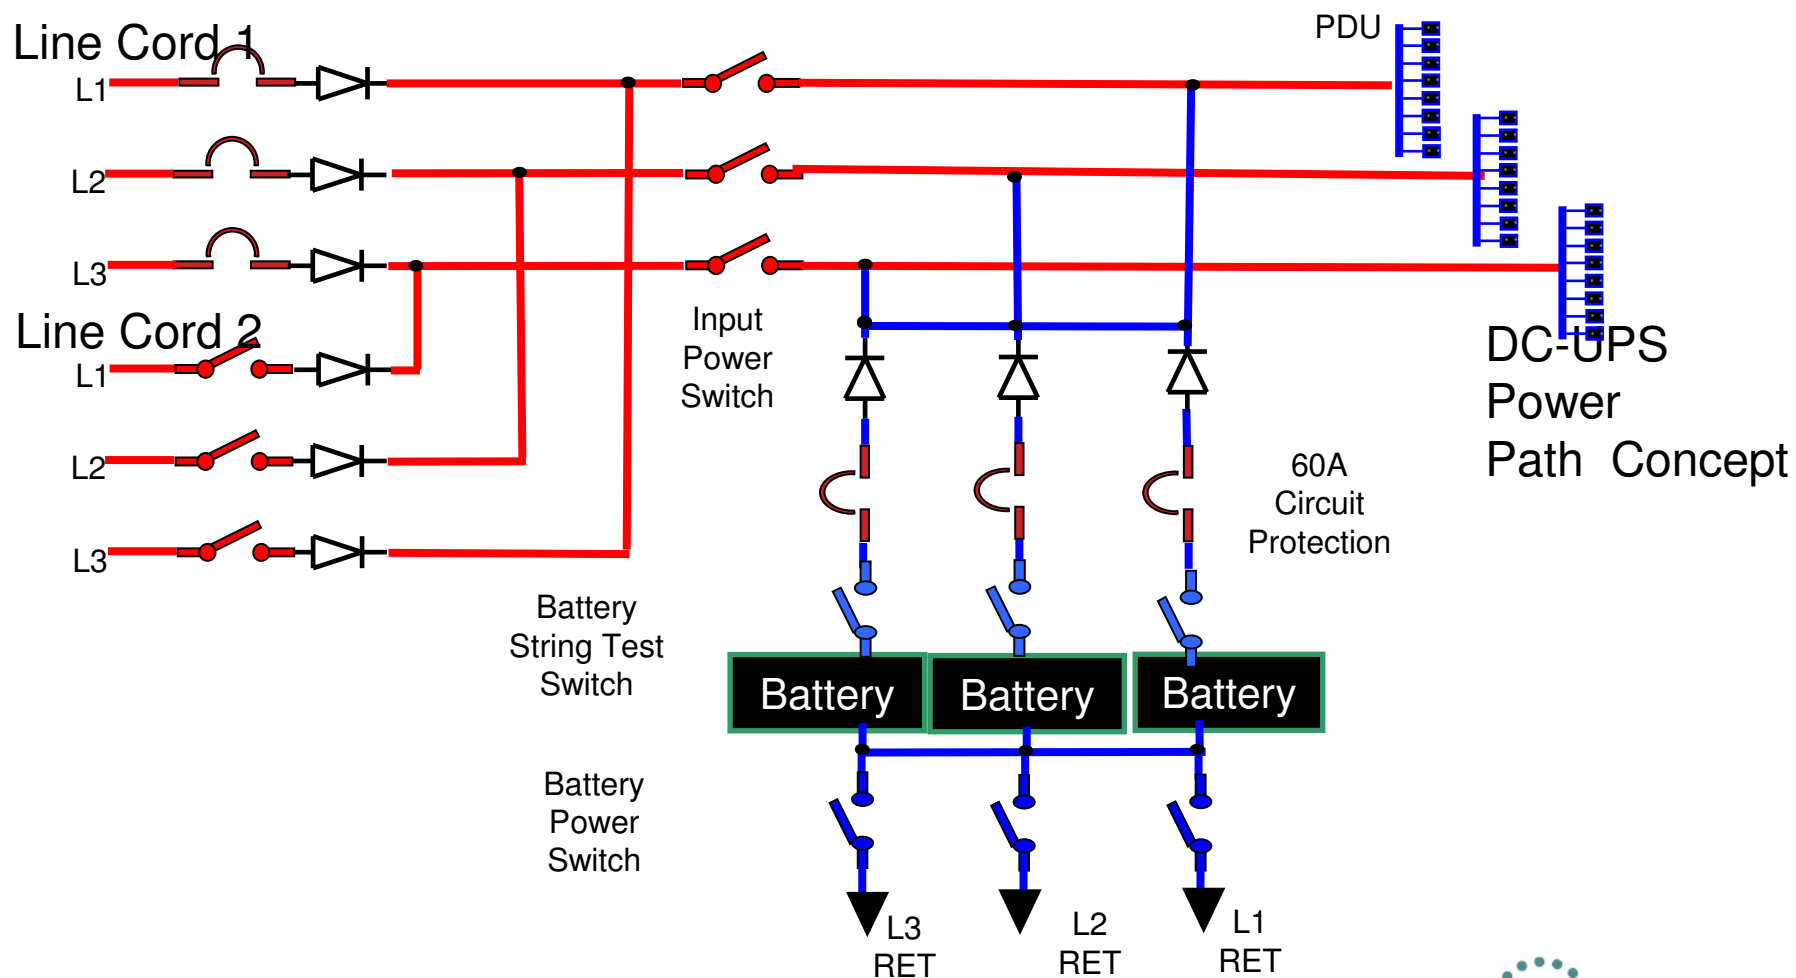 Line Cord 1
PDU
L1
L2
L3
Line Cord 2
L1
L2
L3
Input
Power
Switch
DC-UPS
Power
Path Concept
60A
Circuit
Protection
Battery
String Test
Switch
Battery
Battery
Battery
Battery
Power
Switch
L3
RET
L2
RET
L1
RET